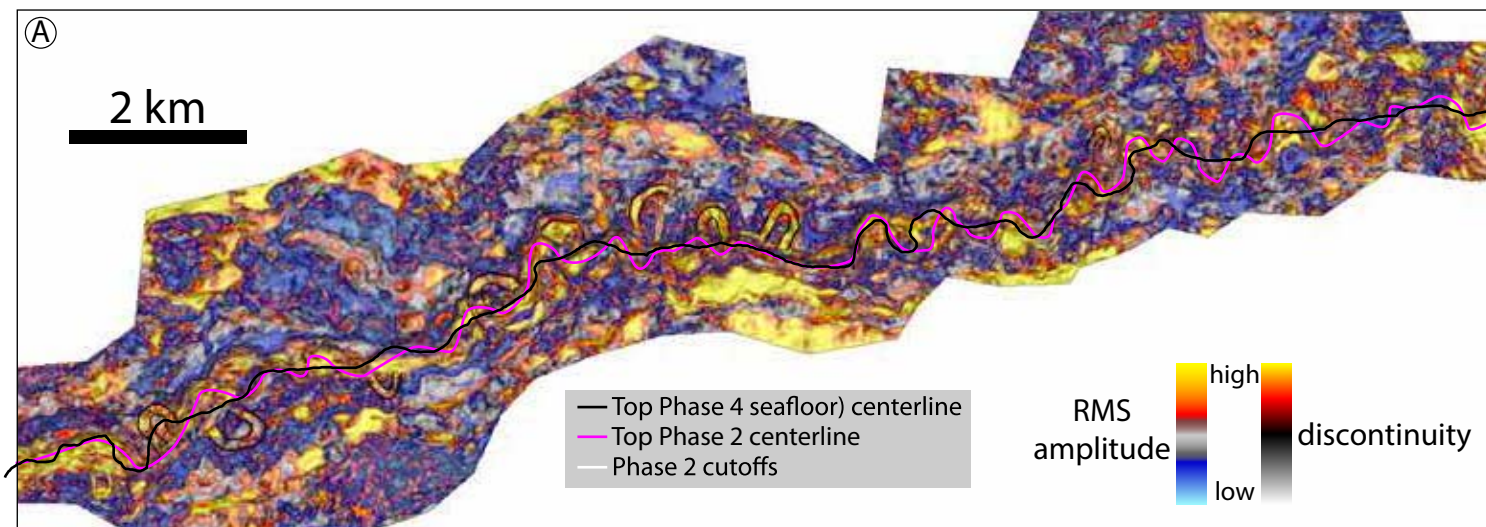 A
2 km
Top Phase 4 seafloor) centerline
Top Phase 2 centerline
Phase 2 cutoffs
RMS
amplitude
high
low
discontinuity